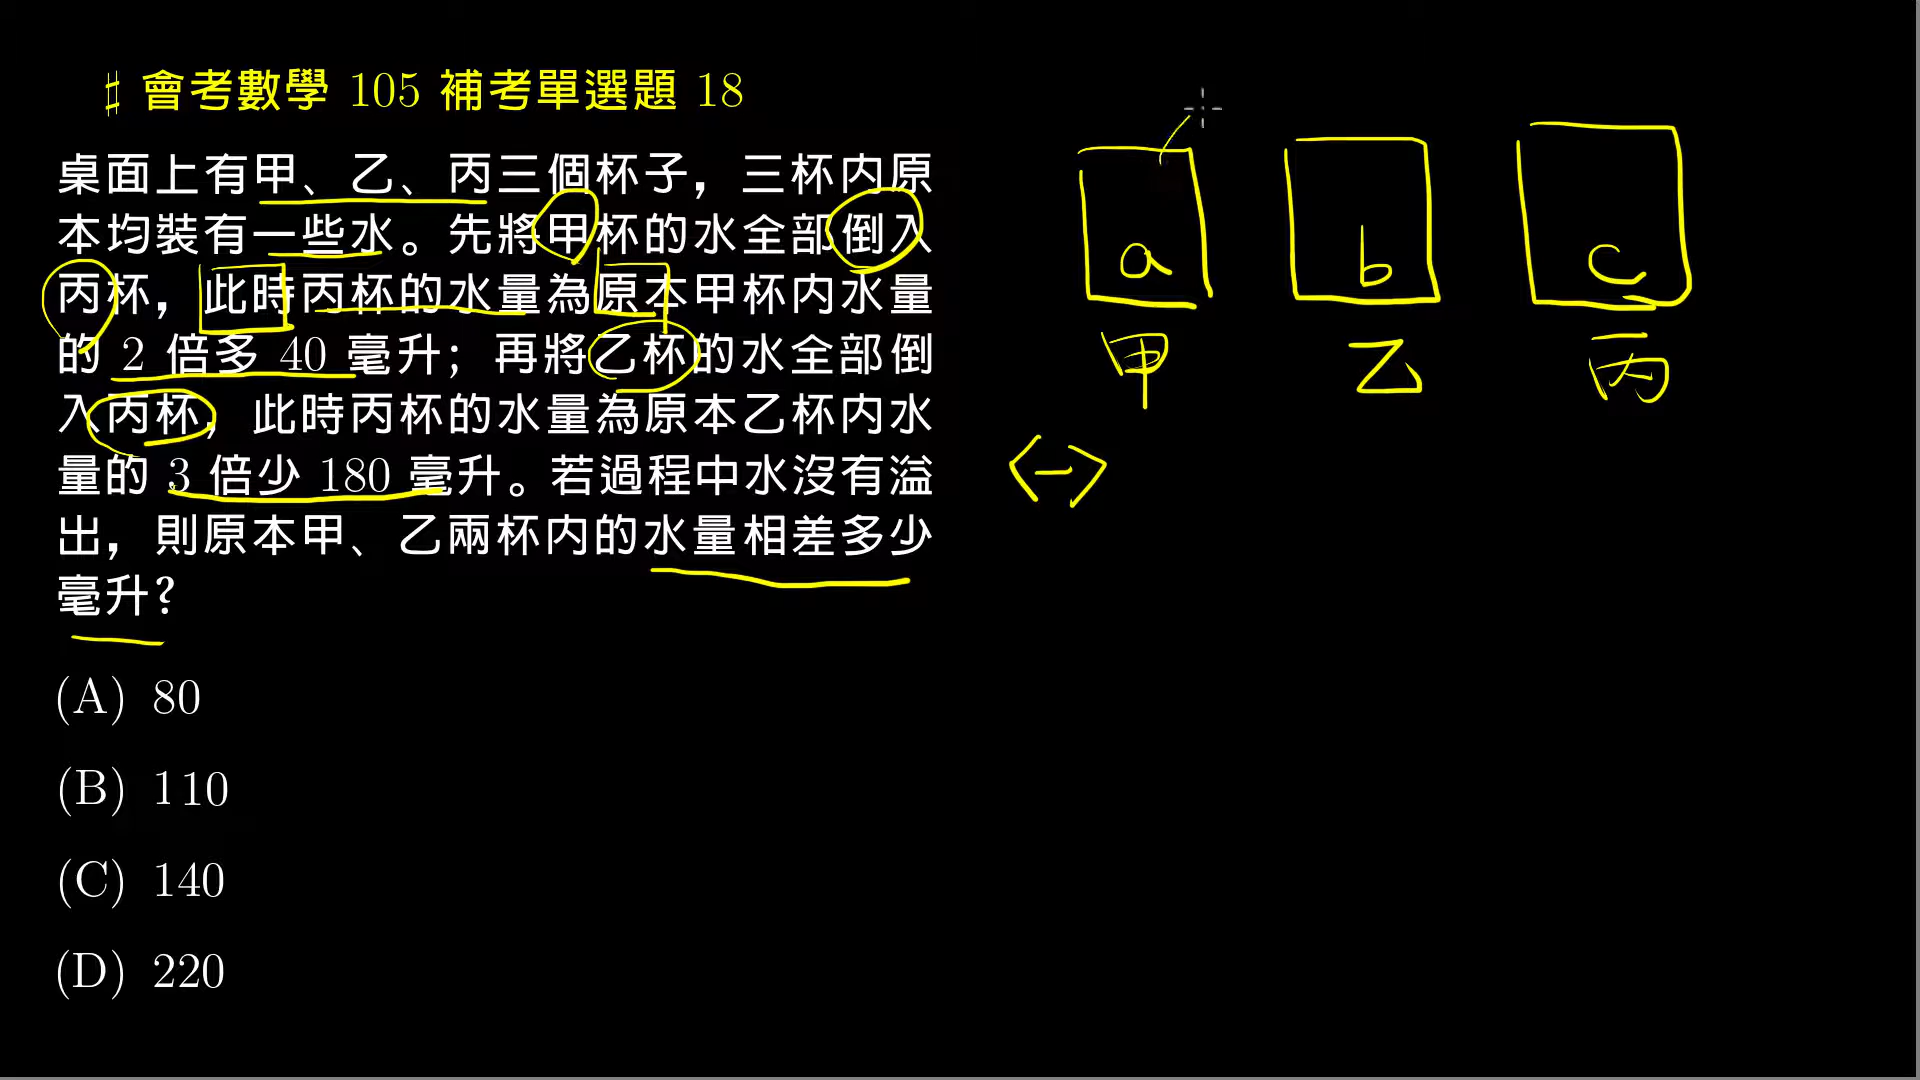 ♯ 會考數學 105 補考單選題 18
桌面上有甲、乙、丙三個杯子，三杯內原
本均裝有一些水。先將甲杯的水全部倒入
丙杯，此時丙杯的水量為原本甲杯內水量
的 2 倍多 40 毫升；再將乙杯的水全部倒
入丙杯，此時丙杯的水量為原本乙杯內水
量的 3 倍少 180 毫升。若過程中水沒有溢
出，則原本甲、乙兩杯內的水量相差多少
毫升？
(A) 80
(B) 110
(C) 140
(D) 220
a b c
甲 乙 丙
<一>